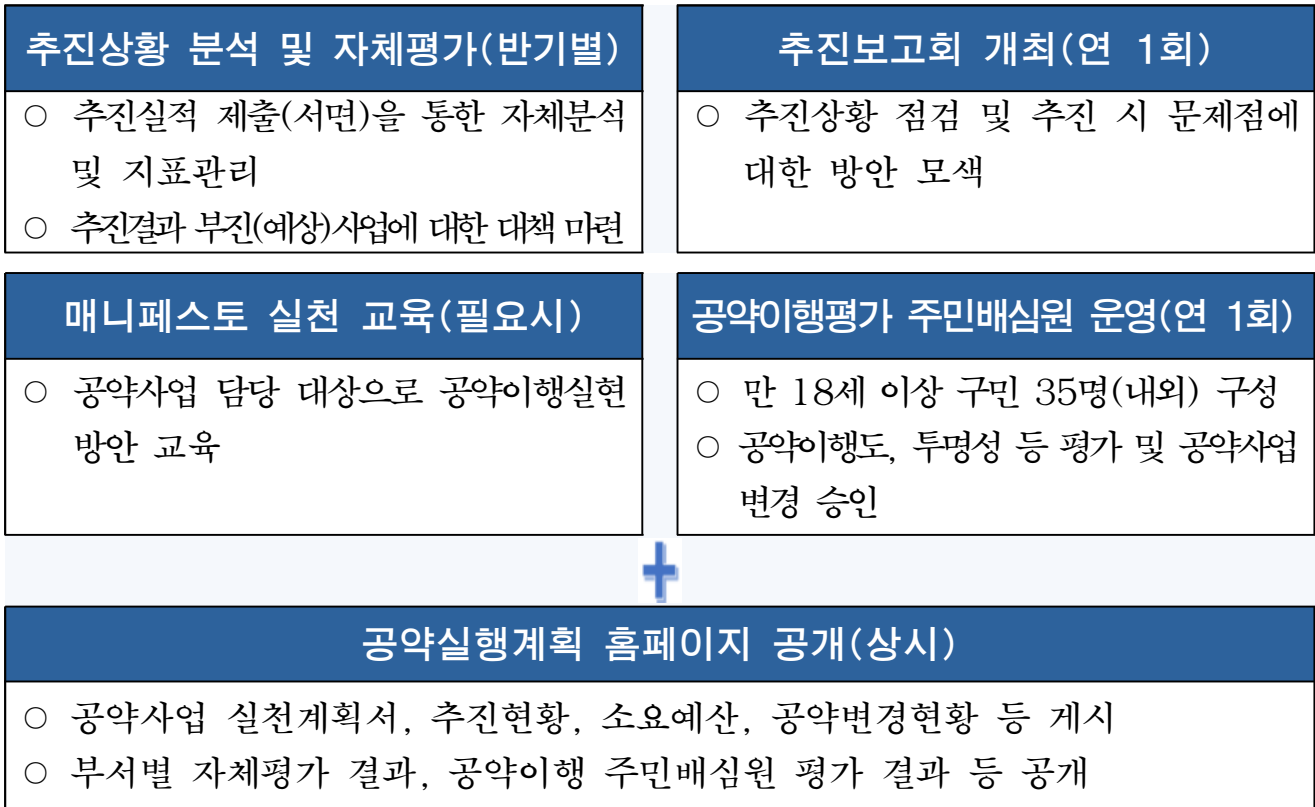 추진상황 분석 및 자체평가(반기별)
○ 추진실적 제출(서면)을 통한 자체분석
및 지표관리
○ 추진결과 부진(예상)사업에 대한 대책 마련
추진보고회 개최(연 1회)
○ 추진상황 점검 및 추진 시 문제점에
대한 방안 모색
매니페스토 실천 교육(필요시)
○ 공약사업 담당 대상으로 공약이행실현
방안 교육
공약이행평가 주민배심원 운영(연 1회)
○ 만 18세 이상 구민 35명(내외) 구성
○ 공약이행도, 투명성 등 평가 및 공약사업
변경 승인
공약실행계획 홈페이지 공개(상시)
○ 공약사업 실천계획서, 추진현황, 소요예산, 공약변경현황 등 게시
○ 부서별 자체평가 결과, 공약이행 주민배심원 평가 결과 등 공개